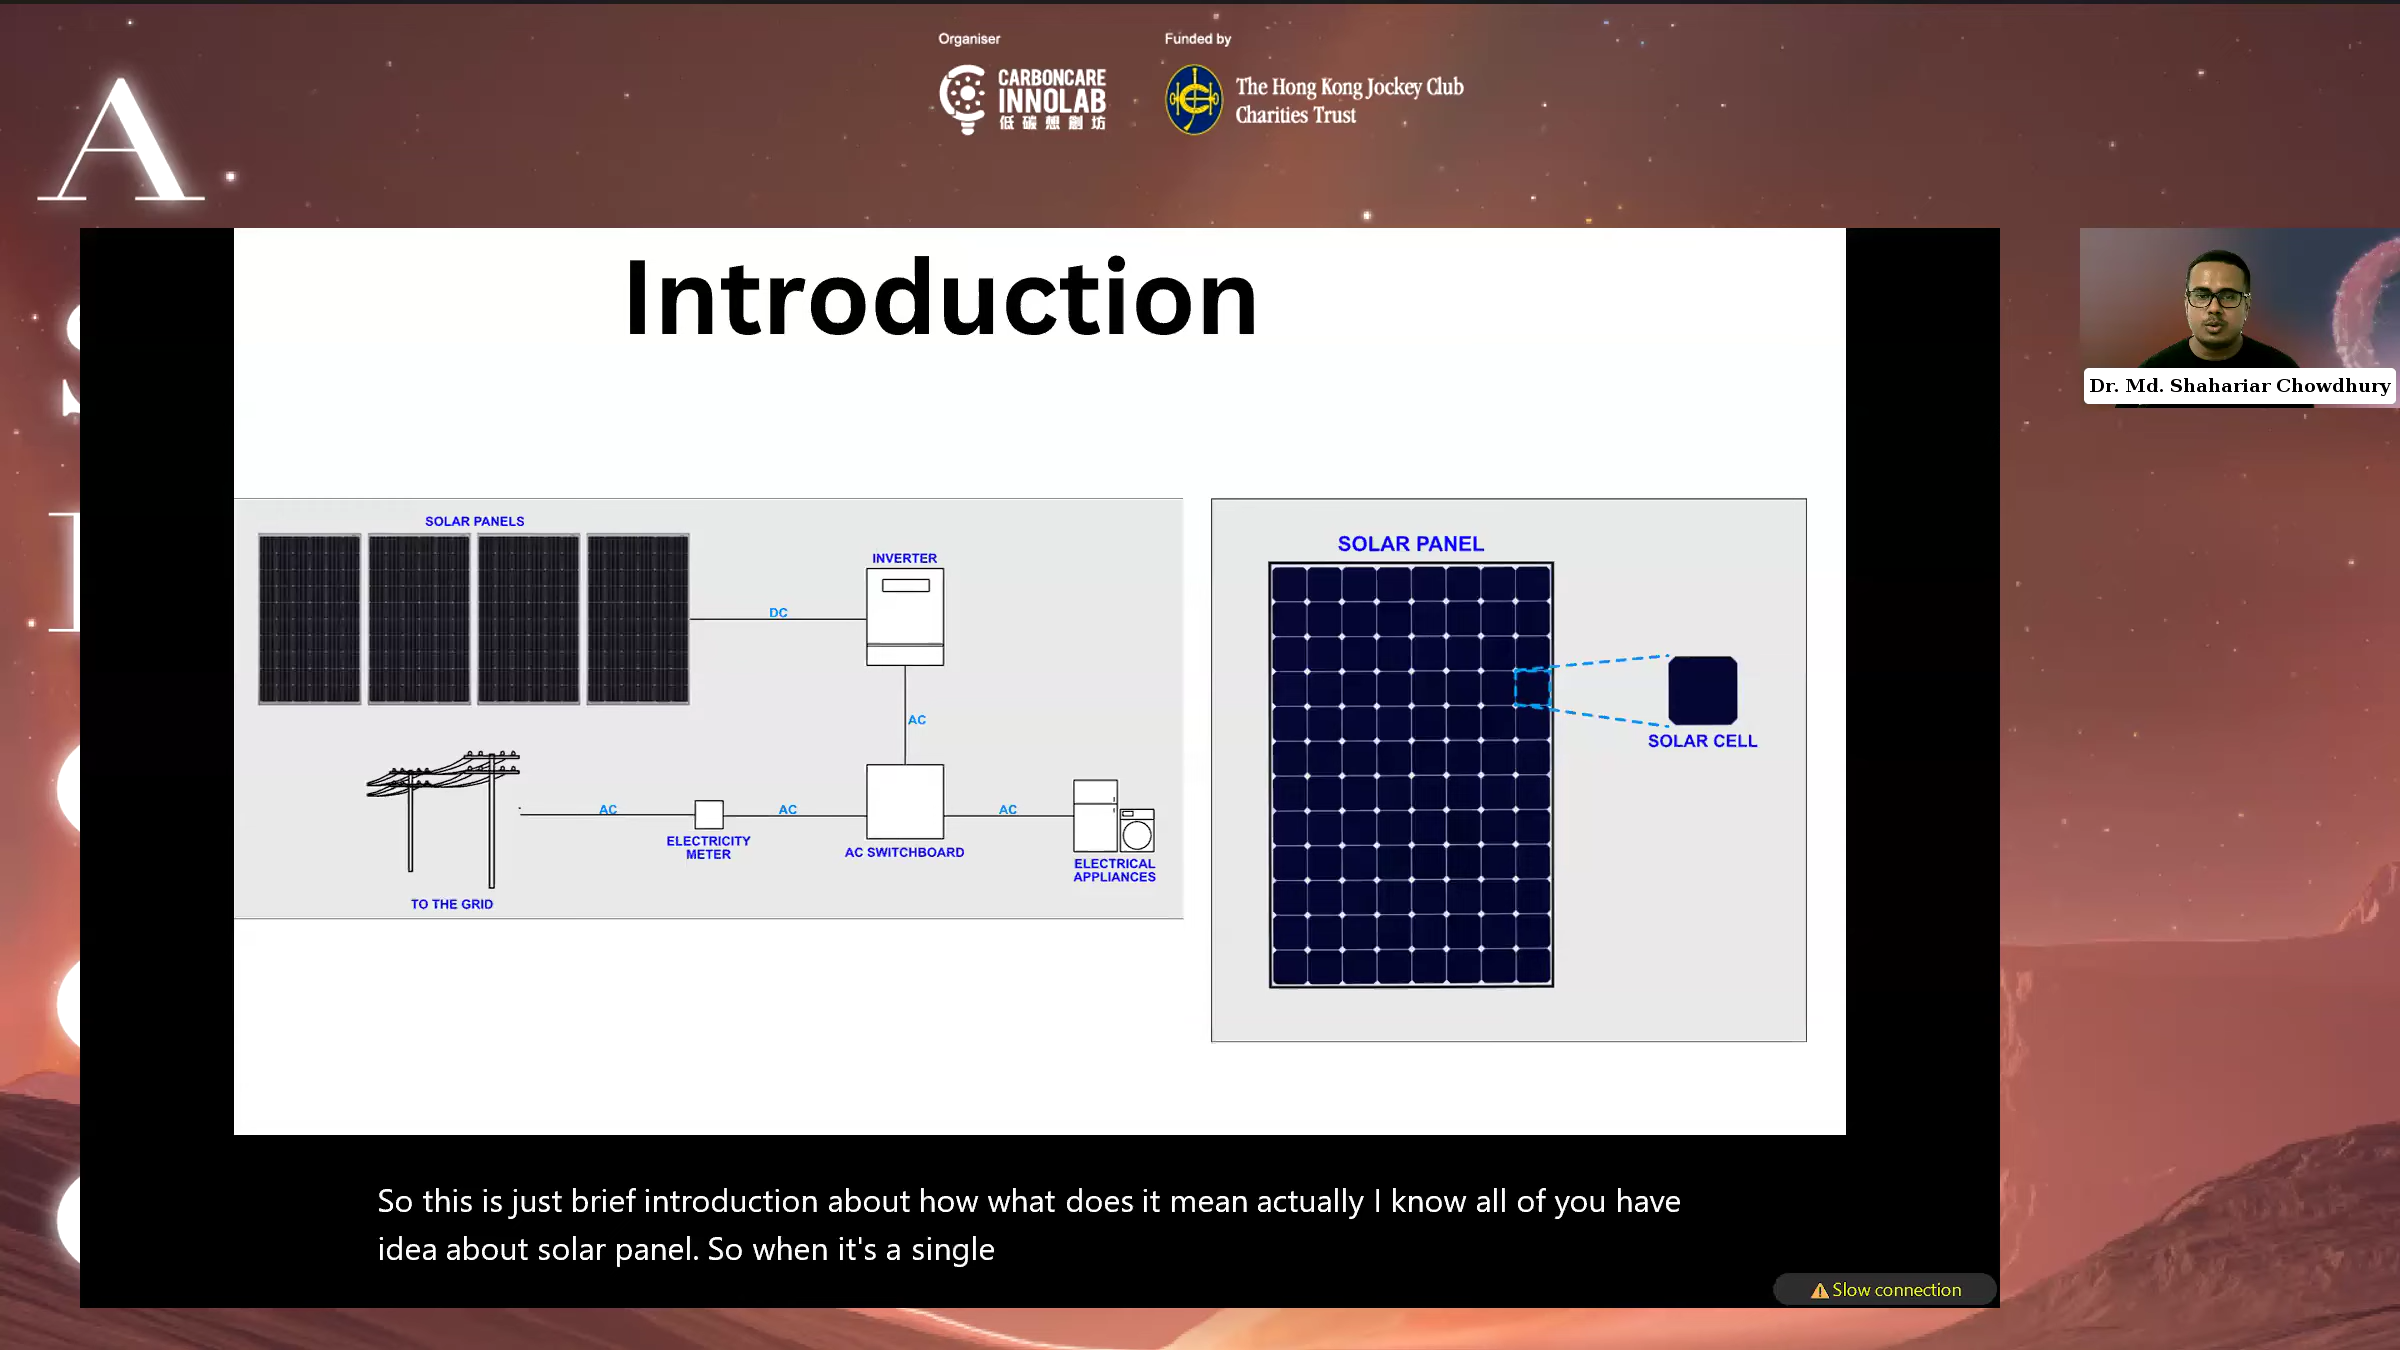 Organiser
Funded by
CARBONCARE
INNOLAB
低碳想創坊
The Hong Kong Jockey Club
Charities Trust
A
Introduction
SOLAR PANELS
INVERTER
DC
AC
AC
AC
AC
ELECTRICITY
METER
AC SWITCHBOARD
ELECTRICAL
APPLIANCES
TO THE GRID
SOLAR PANEL
SOLAR CELL
Dr. Md. Shahariar Chowdhury
So this is just brief introduction about how what does it mean actually I know all of you have
idea about solar panel. So when it's a single
Slow connection